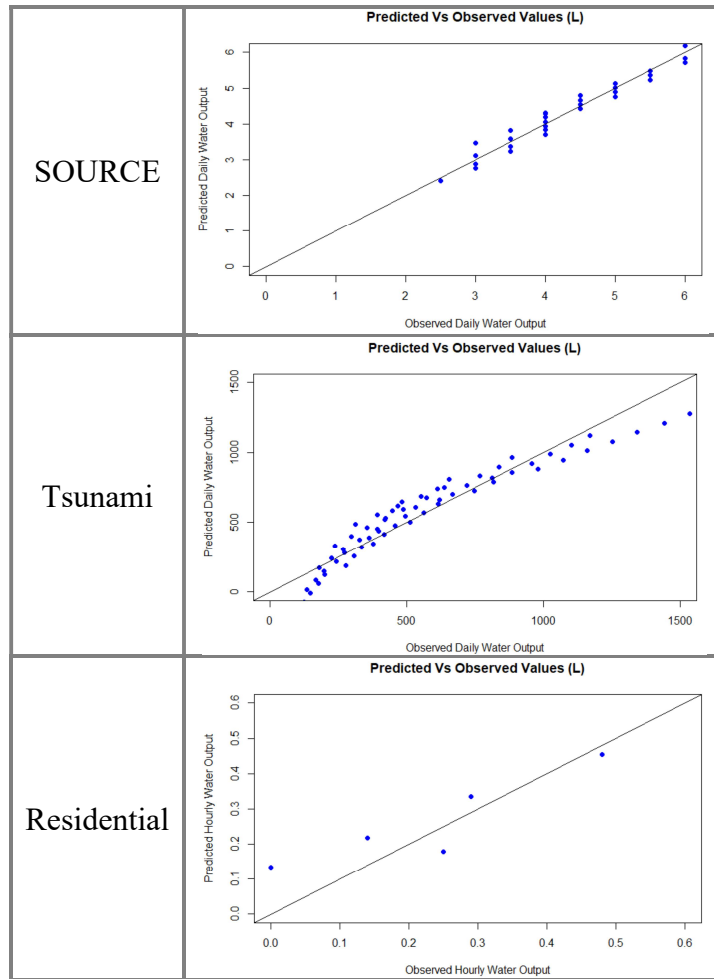 Predicted Vs Observed Values (L)
SOURCE
Predicted Daily Water Output
6
5
4
3
2
1
0
0 1 2 3 4 5 6
Observed Daily Water Output
Predicted Vs Observed Values (L)
Tsunami
Predicted Daily Water Output
1500
1000
500
0
0 500 1000 1500
Observed Daily Water Output
Predicted Vs Observed Values (L)
Residential
Predicted Hourly Water Output
0.6
0.5
0.4
0.3
0.2
0.1
0.0
0.0 0.1 0.2 0.3 0.4 0.5 0.6
Observed Hourly Water Output